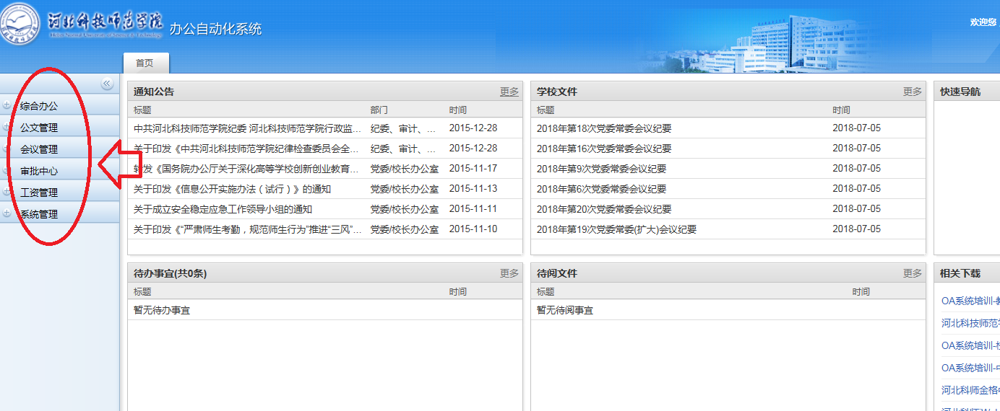 河北科技师范学院 办公自动化系统
Hebei Normal University of Science & Technology
欢迎您
首页
综合办公
公文管理
会议管理
审批中心
工资管理
系统管理
通知公告 更多
标题 部门 时间
中共河北科技师范学院纪委 河北科技师范学院行政监... 纪委、审计、... 2015-12-28
关于印发《中共河北科技师范学院纪律检查委员会全... 纪委、审计、... 2015-12-28
转发《国务院办公厅关于深化高等学校创新创业教育... 党委/校长办公室 2015-11-17
关于印发《信息公开实施办法（试行）》的通知 党委/校长办公室 2015-11-13
关于成立安全稳定应急工作领导小组的通知 党委/校长办公室 2015-11-11
关于印发《“严肃师生考勤，规范师生行为”推进“三风”... 党委/校长办公室 2015-11-10
学校文件 更多
标题 时间
2018年第18次党委常委会议纪要 2018-07-05
2018年第16次党委常委会议纪要 2018-07-05
2018年第9次党委常委会议纪要 2018-07-05
2018年第6次党委常委会议纪要 2018-07-05
2018年第20次党委常委会议纪要 2018-07-05
2018年第19次党委常委(扩大)会议纪要 2018-07-05
快速导航
待办事宜(共0条) 更多
标题 时间
暂无待办事宜
待阅文件 更多
标题 时间
暂无待阅事宜
相关下载
OA系统培训-教
河北科技师范学
OA系统培训-
OA系统培训-中
河北科师金格